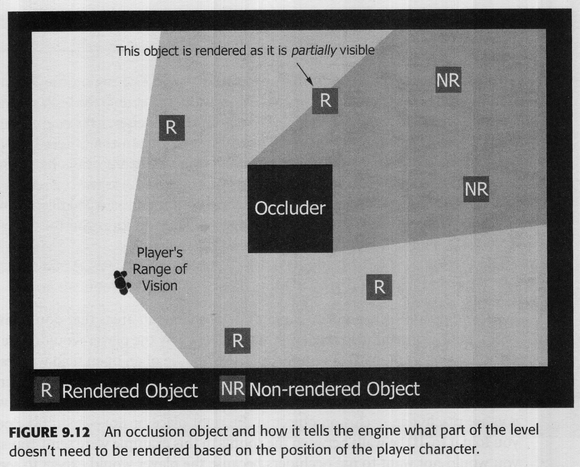 This object is rendered as it is partially visible
R
NR
R
NR
Occluder
Player's
Range of
Vision
R
R
R Rendered Object NR Non-rendered Object
FIGURE 9.12 An occlusion object and how it tells the engine what part of the level
doesn't need to be rendered based on the position of the player character.